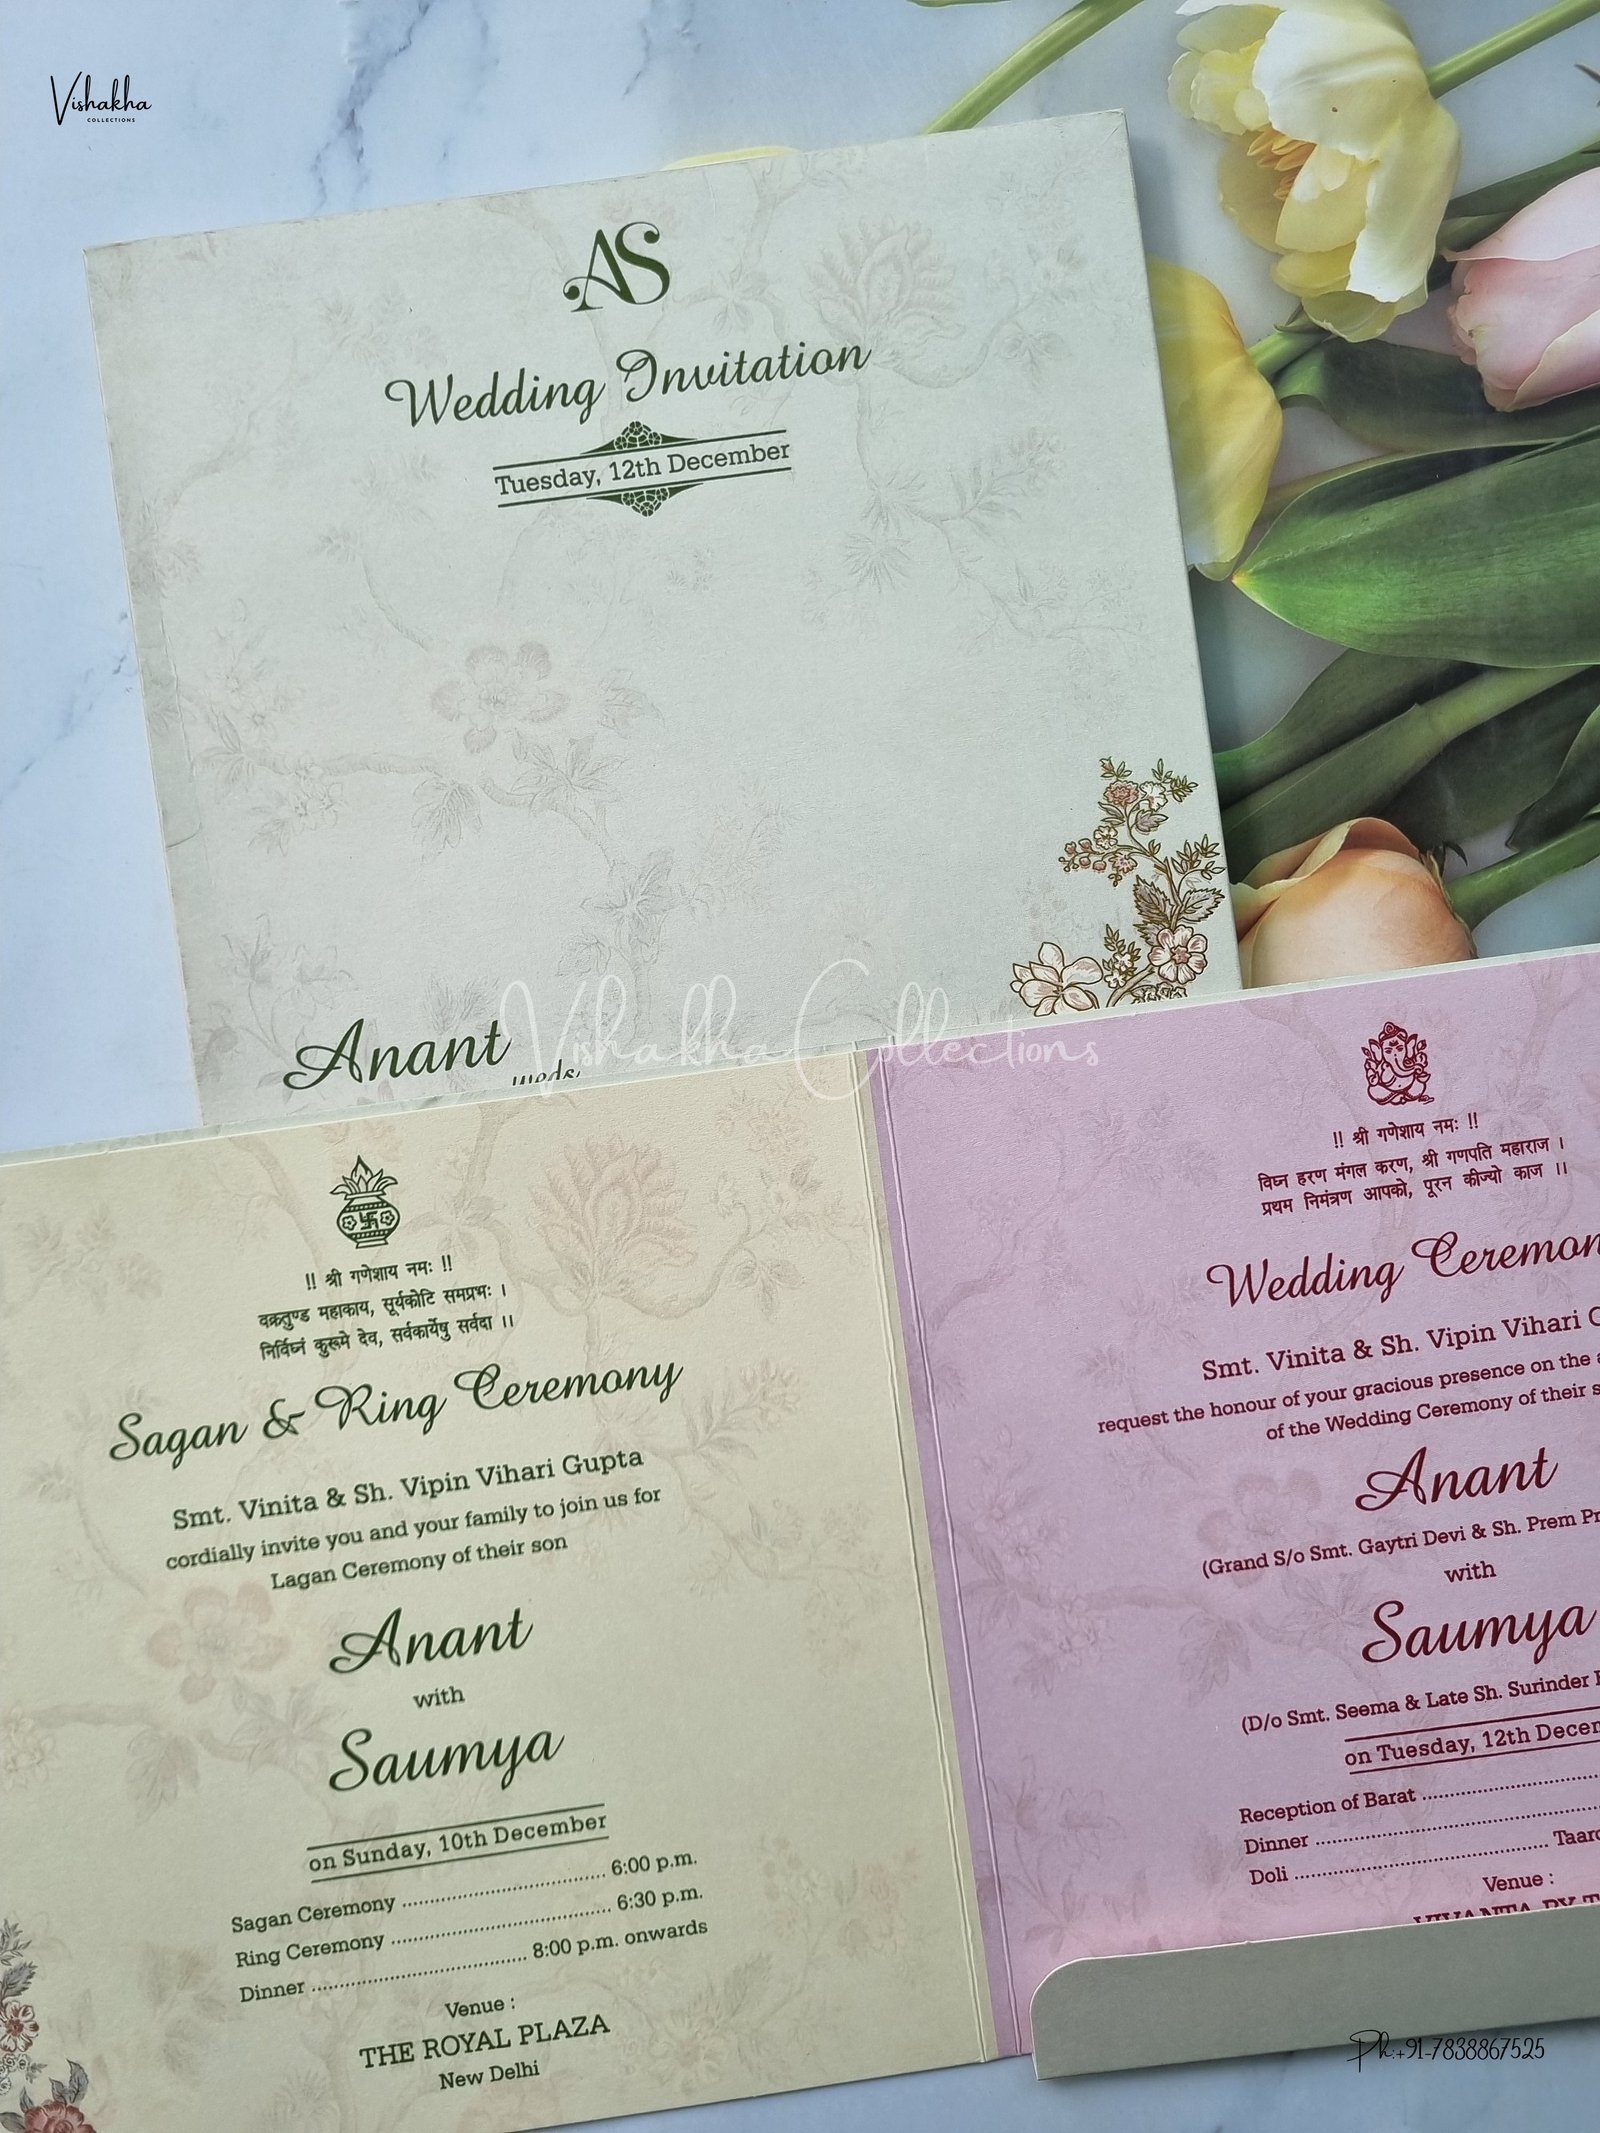 Vishakha
COLLECTIONS
AS
Wedding Invitation
Tuesday, 12th December
Anant
weds
Vishakha Collections
!! श्री गणेशाय नमः !!
वक्रतुण्ड महाकाय, सूर्यकोटि समप्रभः ।
निर्विघ्नं कुरूमे देव, सर्वकार्येषु सर्वदा ।।
Sagan & Ring Ceremony
Smt. Vinita & Sh. Vipin Vihari Gupta
cordially invite you and your family to join us for
Lagan Ceremony of their son
Anant
with
Saumya
on Sunday, 10th December
Sagan Ceremony .......................................... 6:00 p.m.
Ring Ceremony ............................................. 6:30 p.m.
Dinner ............................................ 8:00 p.m. onwards
Venue :
THE ROYAL PLAZA
New Delhi
!! श्री गणेशाय नमः !!
विघ्न हरण मंगल करण, श्री गणपति महाराज ।
प्रथम निमंत्रण आपको, पूरन कीज्यो काज ।।
Wedding Ceremon
Smt. Vinita & Sh. Vipin Vihari G
request the honour of your gracious presence on the a
of the Wedding Ceremony of their s
Anant
(Grand S/o Smt. Gaytri Devi & Sh. Prem Pr
with
Saumya
(D/o Smt. Seema & Late Sh. Surinder
on Tuesday, 12th Decem
Reception of Barat ....................................
Dinner ..........................................................
Doli .................................................... Taaro
Venue :
VIVANTA BY T
Ph:+91-7838867525